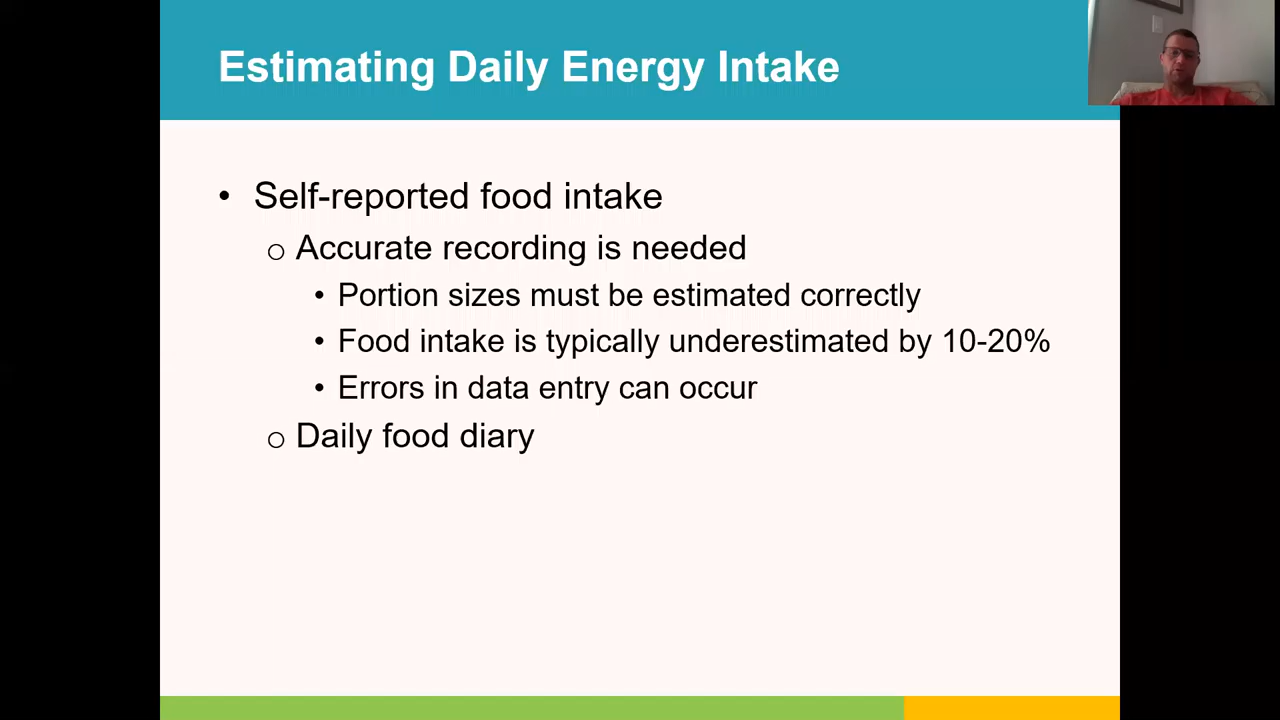 Estimating Daily Energy Intake
• Self-reported food intake
o Accurate recording is needed
• Portion sizes must be estimated correctly
• Food intake is typically underestimated by 10-20%
• Errors in data entry can occur
o Daily food diary